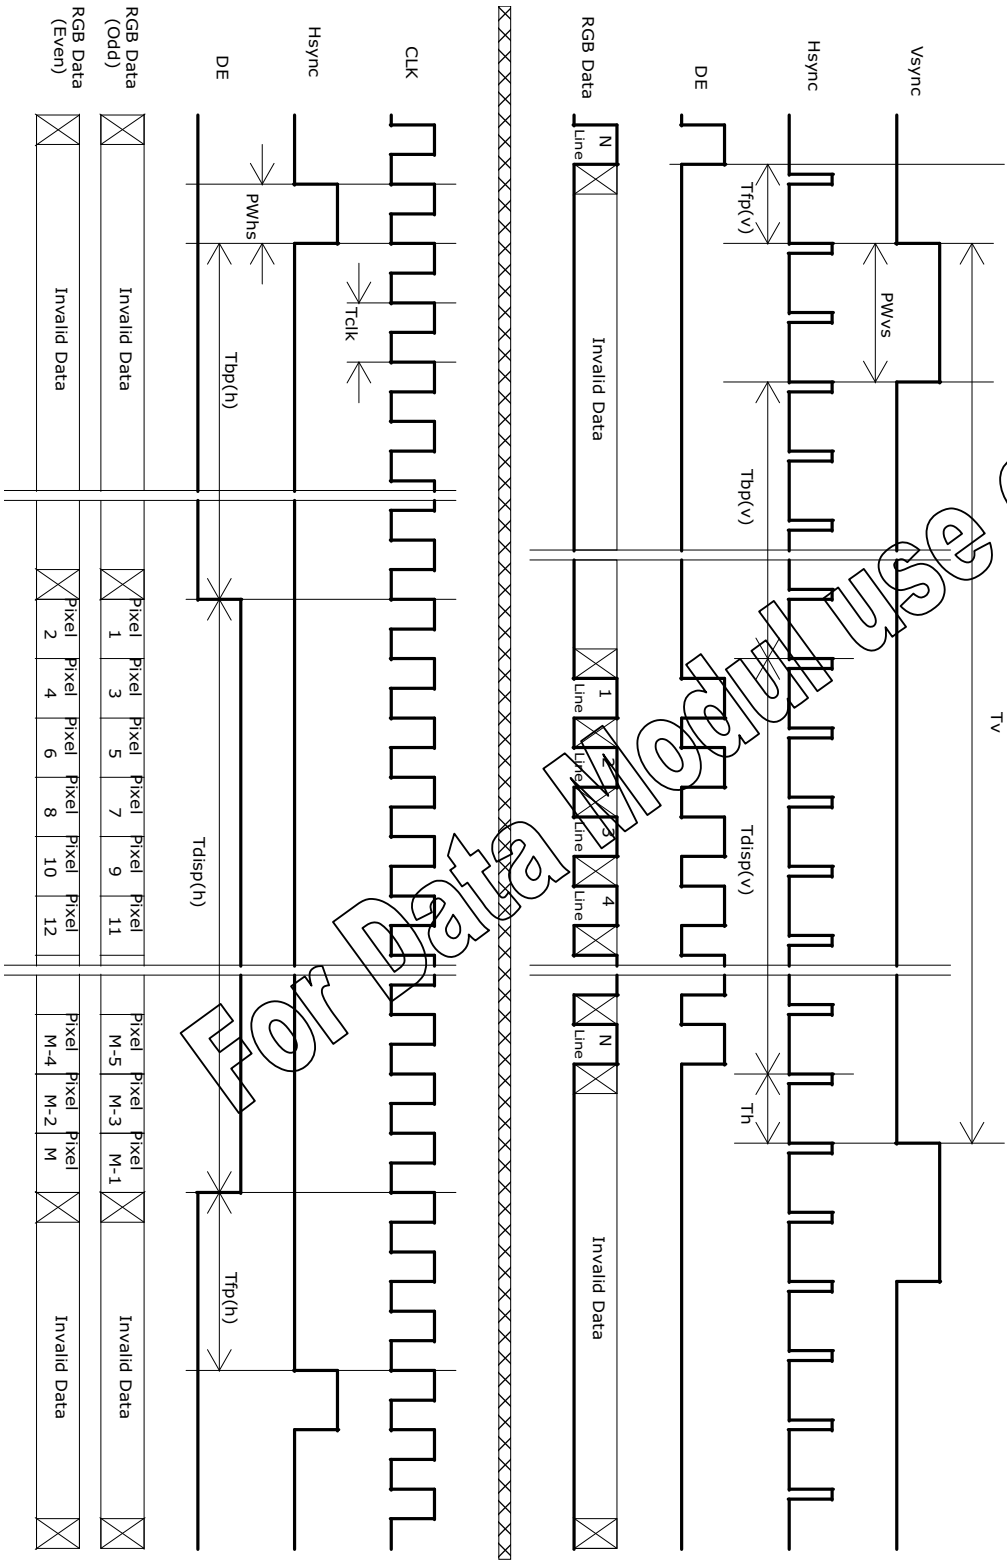 Tv
Vsync
PWvs
Hsync
Tfp(v)
Tbp(v)
Tdisp(v)
Th
DE
RGB Data
N
Line
Invalid Data
1
Line
2
Line
3
Line
4
Line
N
Line
Invalid Data
CLK
Tclk
Hsync
PWhs
DE
Tbp(h)
Tdisp(h)
Tfp(h)
RGB Data
(Odd)
Invalid Data
Pixel Pixel Pixel Pixel Pixel Pixel
1 3 5 7 9 11
Pixel Pixel Pixel
M-5 M-3 M-1
Invalid Data
RGB Data
(Even)
Invalid Data
Pixel Pixel Pixel Pixel Pixel Pixel
2 4 6 8 10 12
Pixel Pixel Pixel
M-4 M-2 M
Invalid Data
For Data Modul use